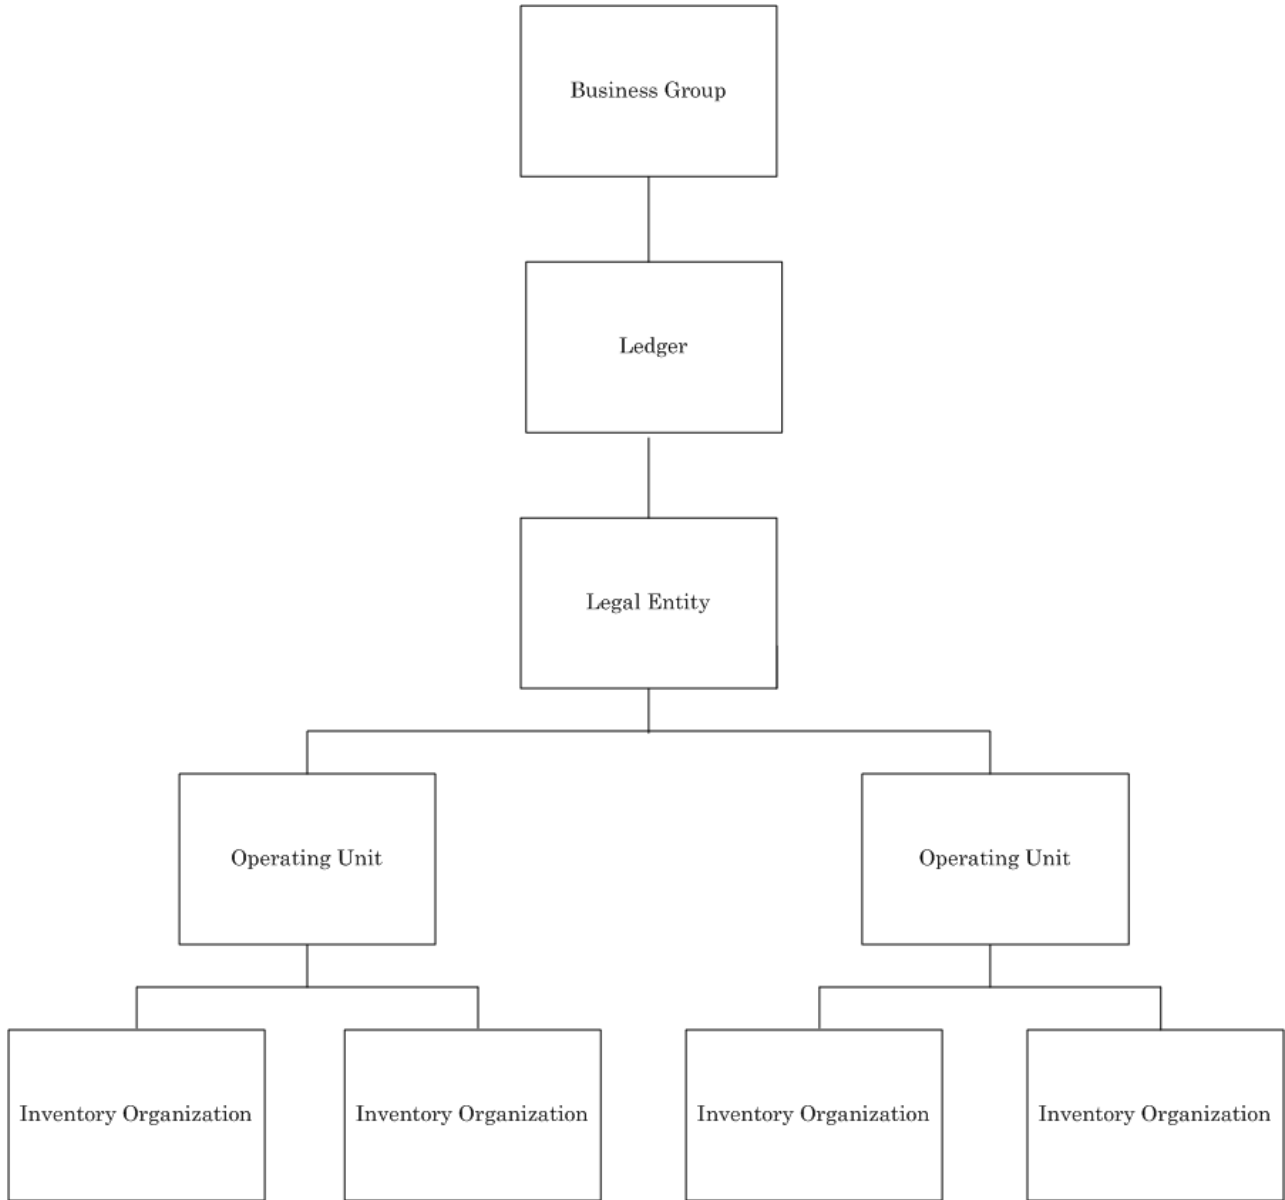 Business Group
Ledger
Legal Entity
Operating Unit
Operating Unit
Inventory Organization
Inventory Organization
Inventory Organization
Inventory Organization